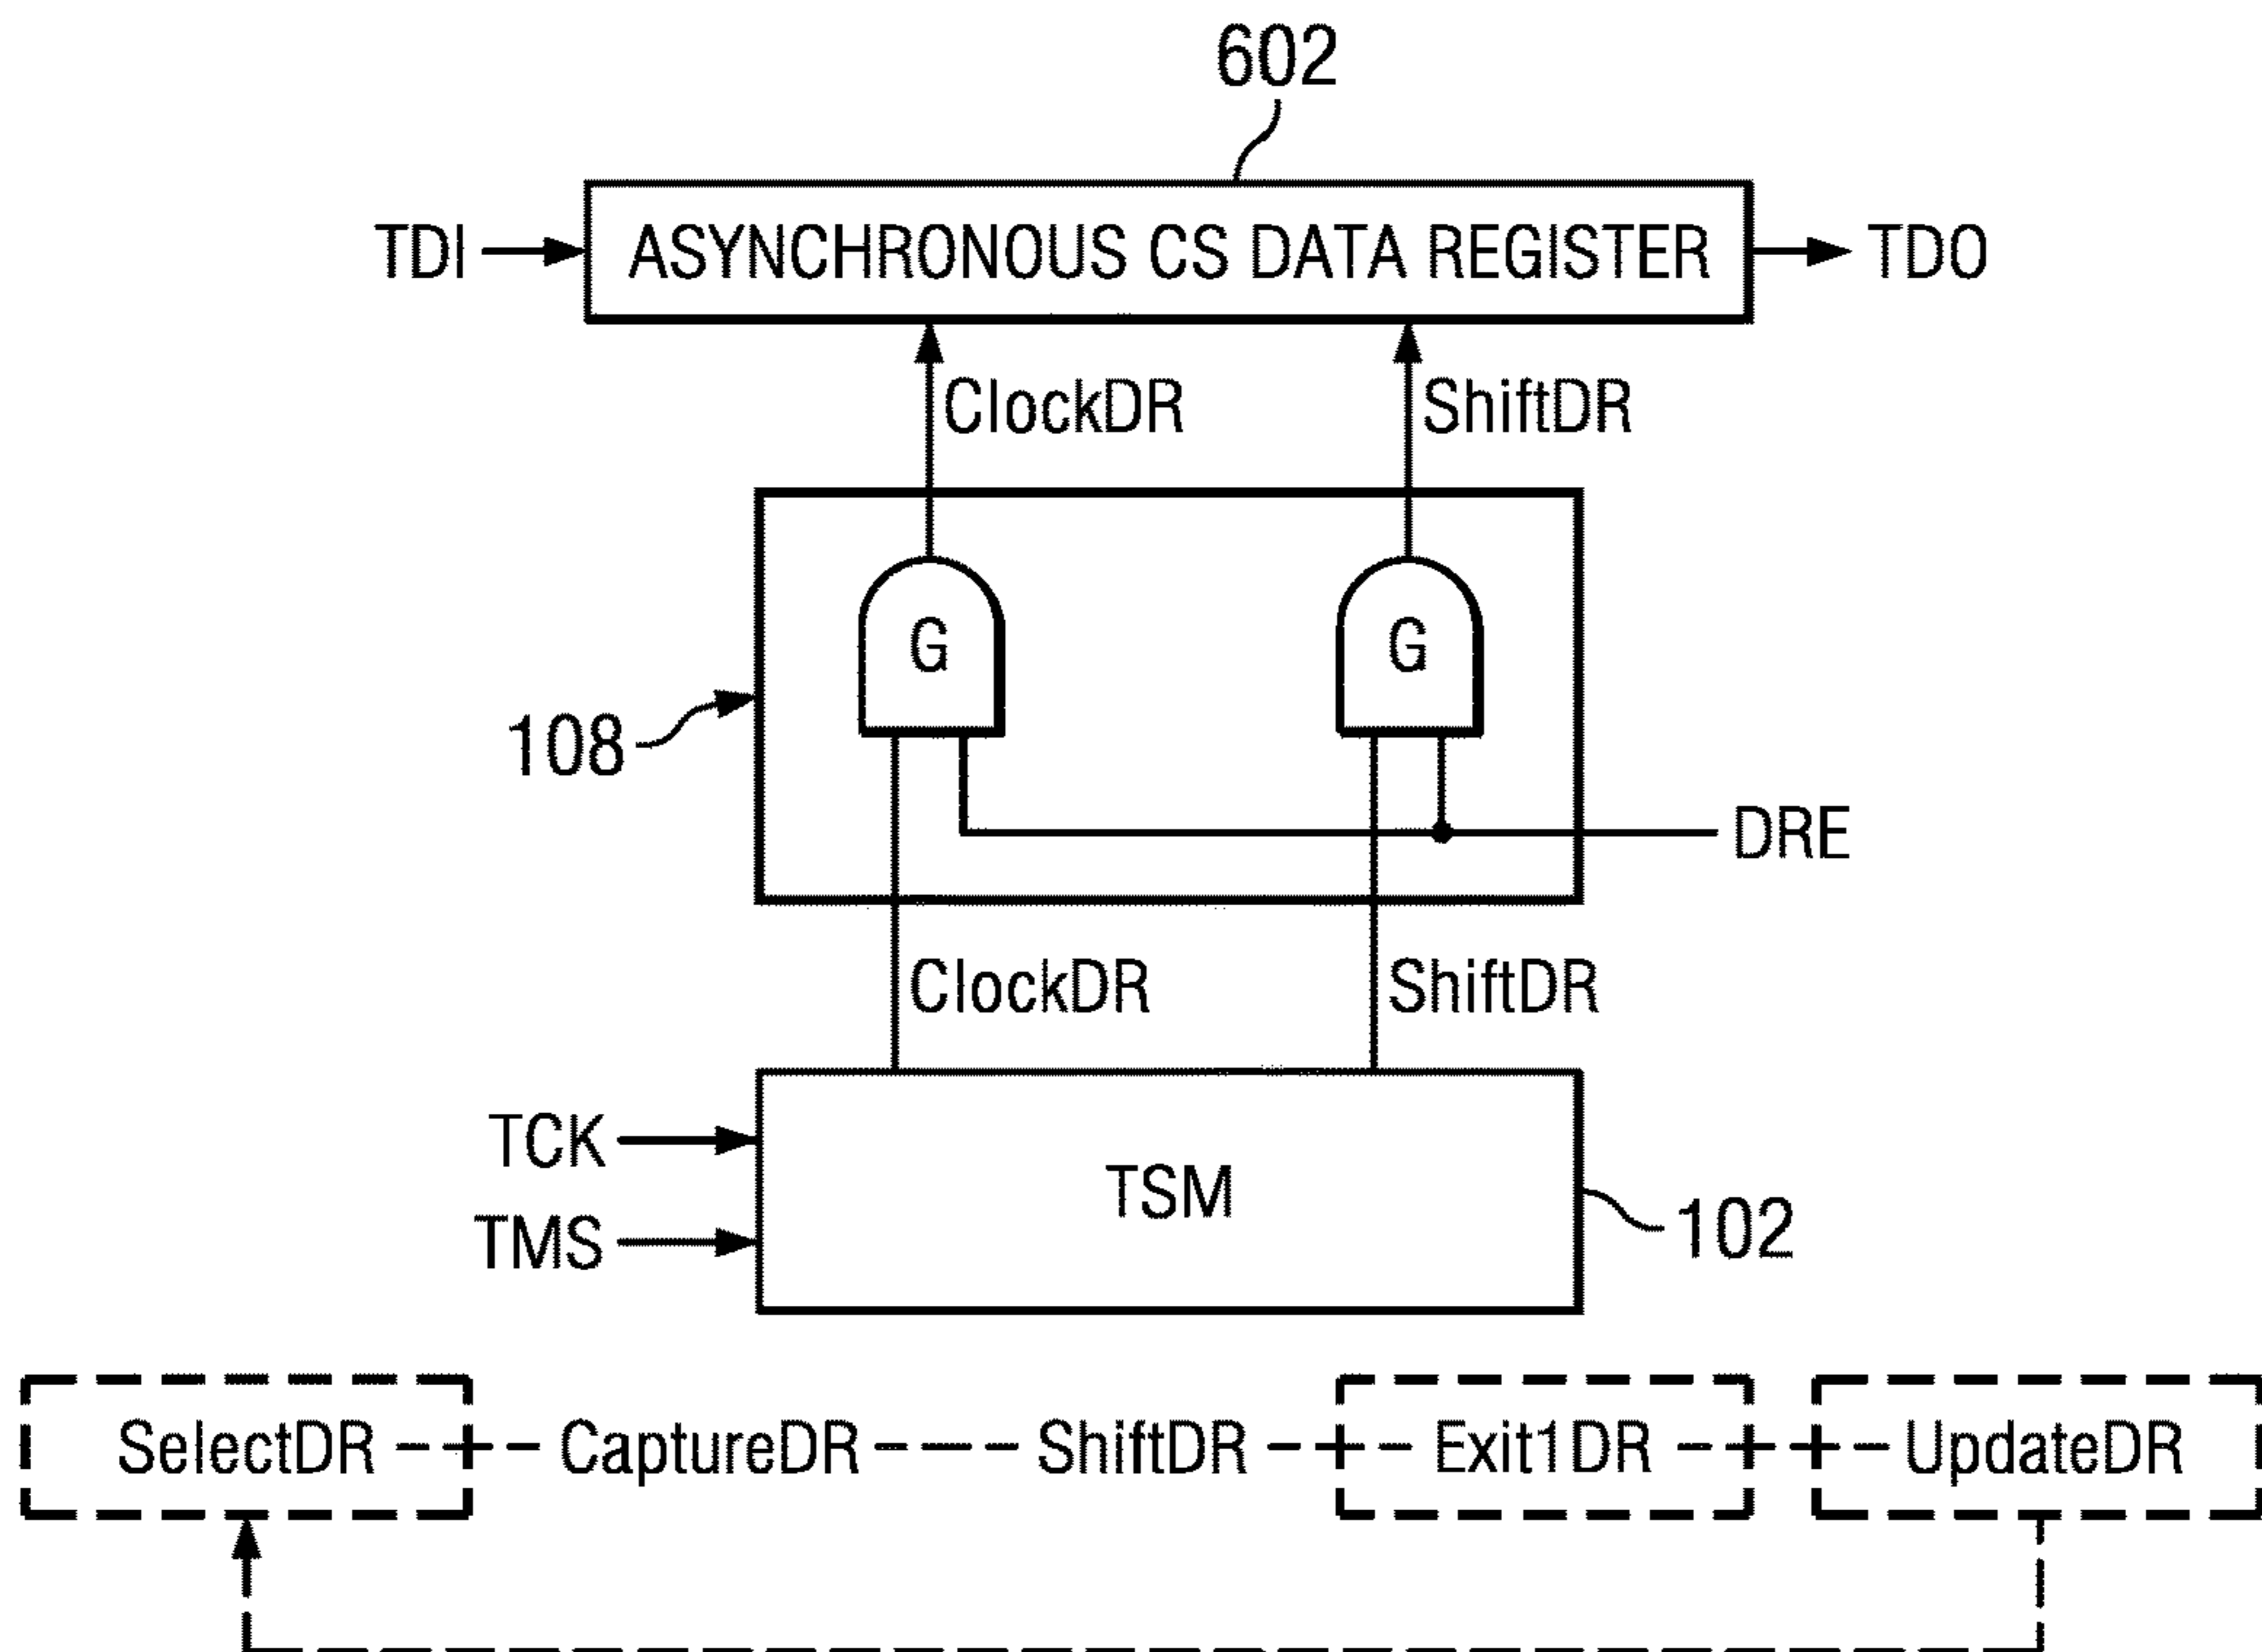 602
TDI ASYNCHRONOUS CS DATA REGISTER TDO
ClockDR ShiftDR
G G
108
DRE
ClockDR ShiftDR
TCK
TSM
TMS
102
SelectDR CaptureDR ShiftDR Exit1DR UpdateDR